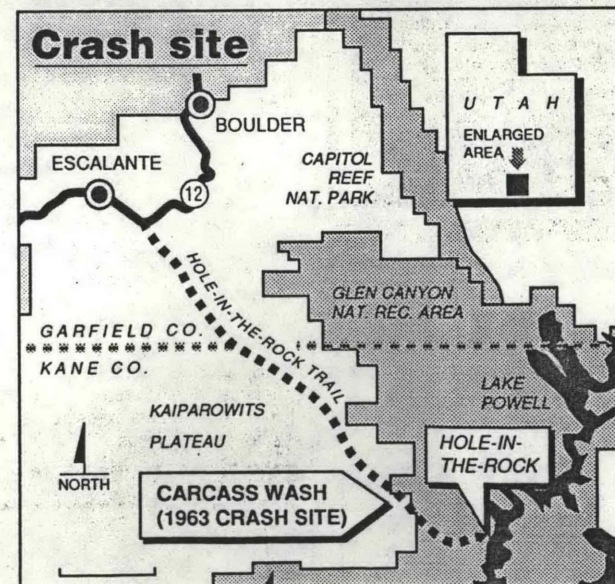 Crash site
BOULDER
ESCALANTE
12
CAPITOL
REEF
NAT. PARK
UTAH
ENLARGED
AREA
HOLE-IN-THE-ROCK TRAIL
GLEN CANYON
NAT. REC. AREA
GARFIELD CO.
KANE CO.
LAKE
POWELL
KAIPAROWITS
PLATEAU
HOLE-IN-
THE-ROCK
NORTH
CARCASS WASH
(1963 CRASH SITE)